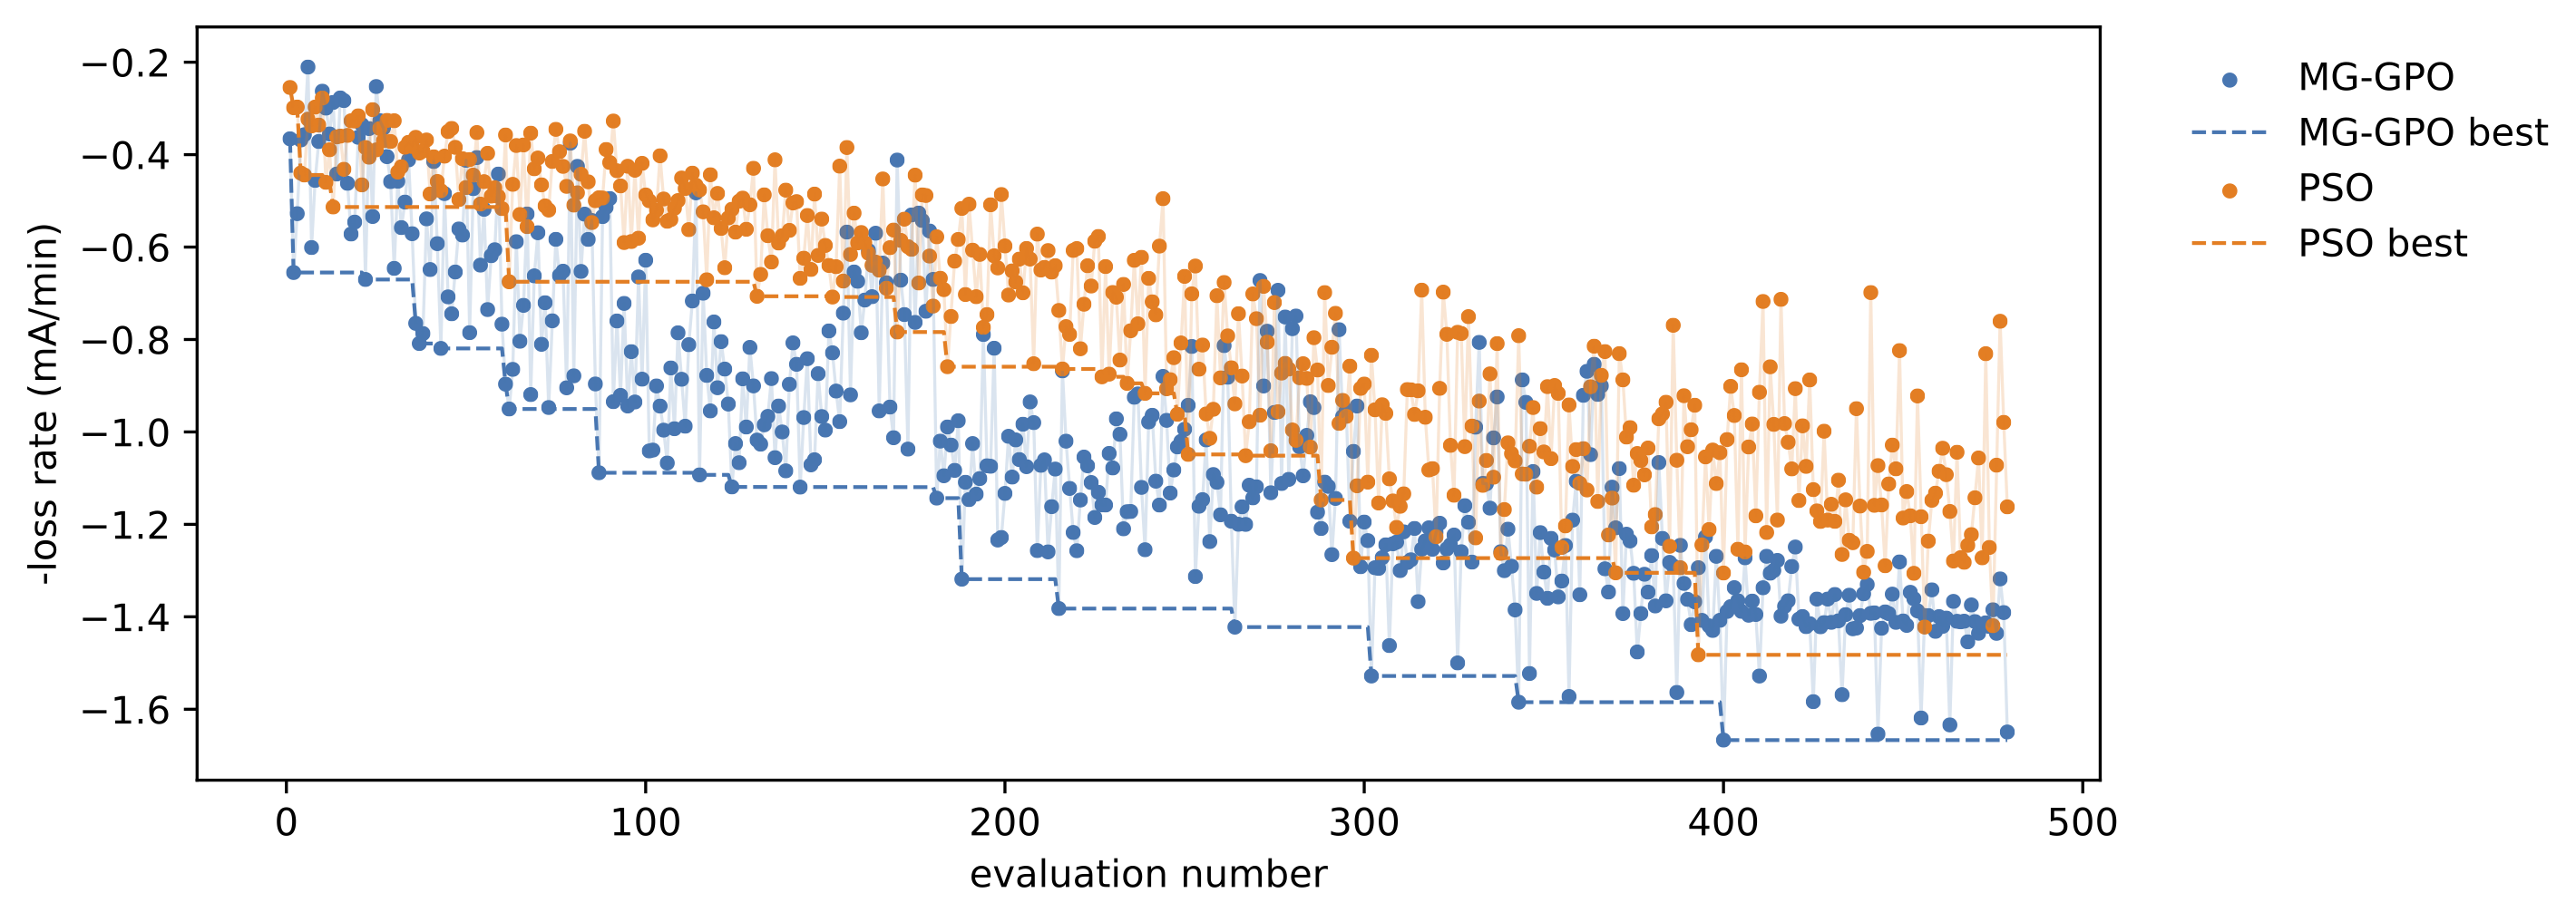 −0.2
−0.4
−0.6
−0.8
−1.0
−1.2
−1.4
−1.6
-loss rate (mA/min)
0 100 200 300 400 500
evaluation number
MG-GPO
MG-GPO best
PSO
PSO best